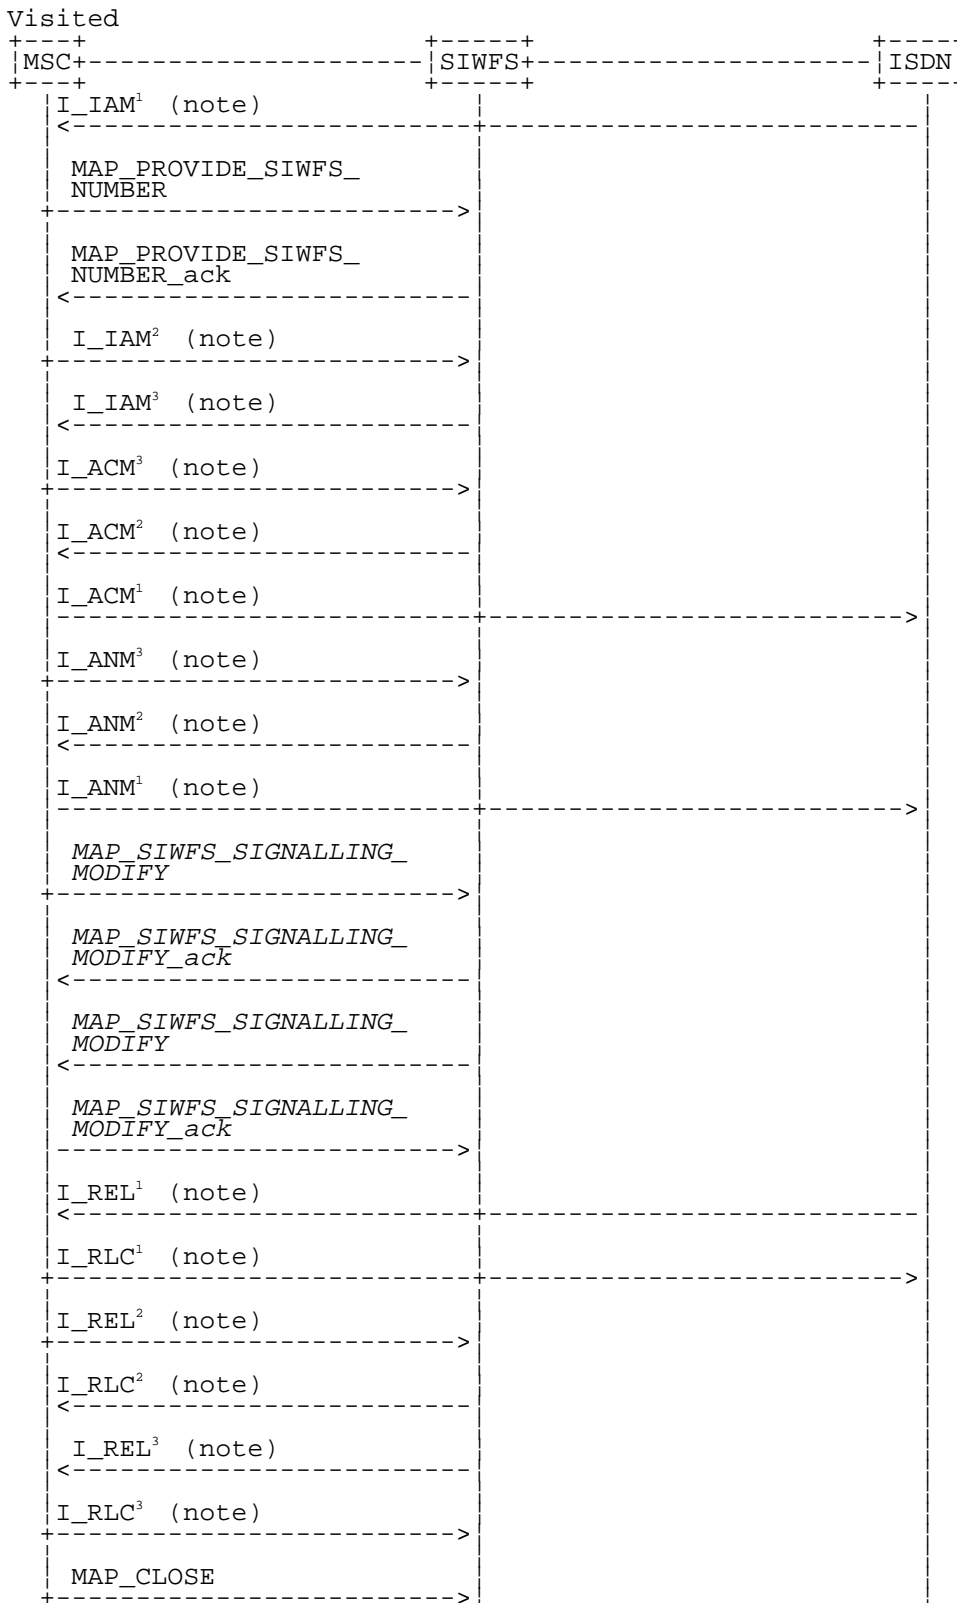 Visited
MSC SIWFS ISDN
I_IAM¹ (note)
MAP_PROVIDE_SIWFS_
NUMBER
MAP_PROVIDE_SIWFS_
NUMBER_ack
I_IAM² (note)
I_IAM³ (note)
I_ACM³ (note)
I_ACM² (note)
I_ACM¹ (note)
I_ANM³ (note)
I_ANM² (note)
I_ANM¹ (note)
MAP_SIWFS_SIGNALLING_
MODIFY
MAP_SIWFS_SIGNALLING_
MODIFY_ack
MAP_SIWFS_SIGNALLING_
MODIFY
MAP_SIWFS_SIGNALLING_
MODIFY_ack
I_REL¹ (note)
I_RLC¹ (note)
I_REL² (note)
I_RLC² (note)
I_REL³ (note)
I_RLC³ (note)
MAP_CLOSE